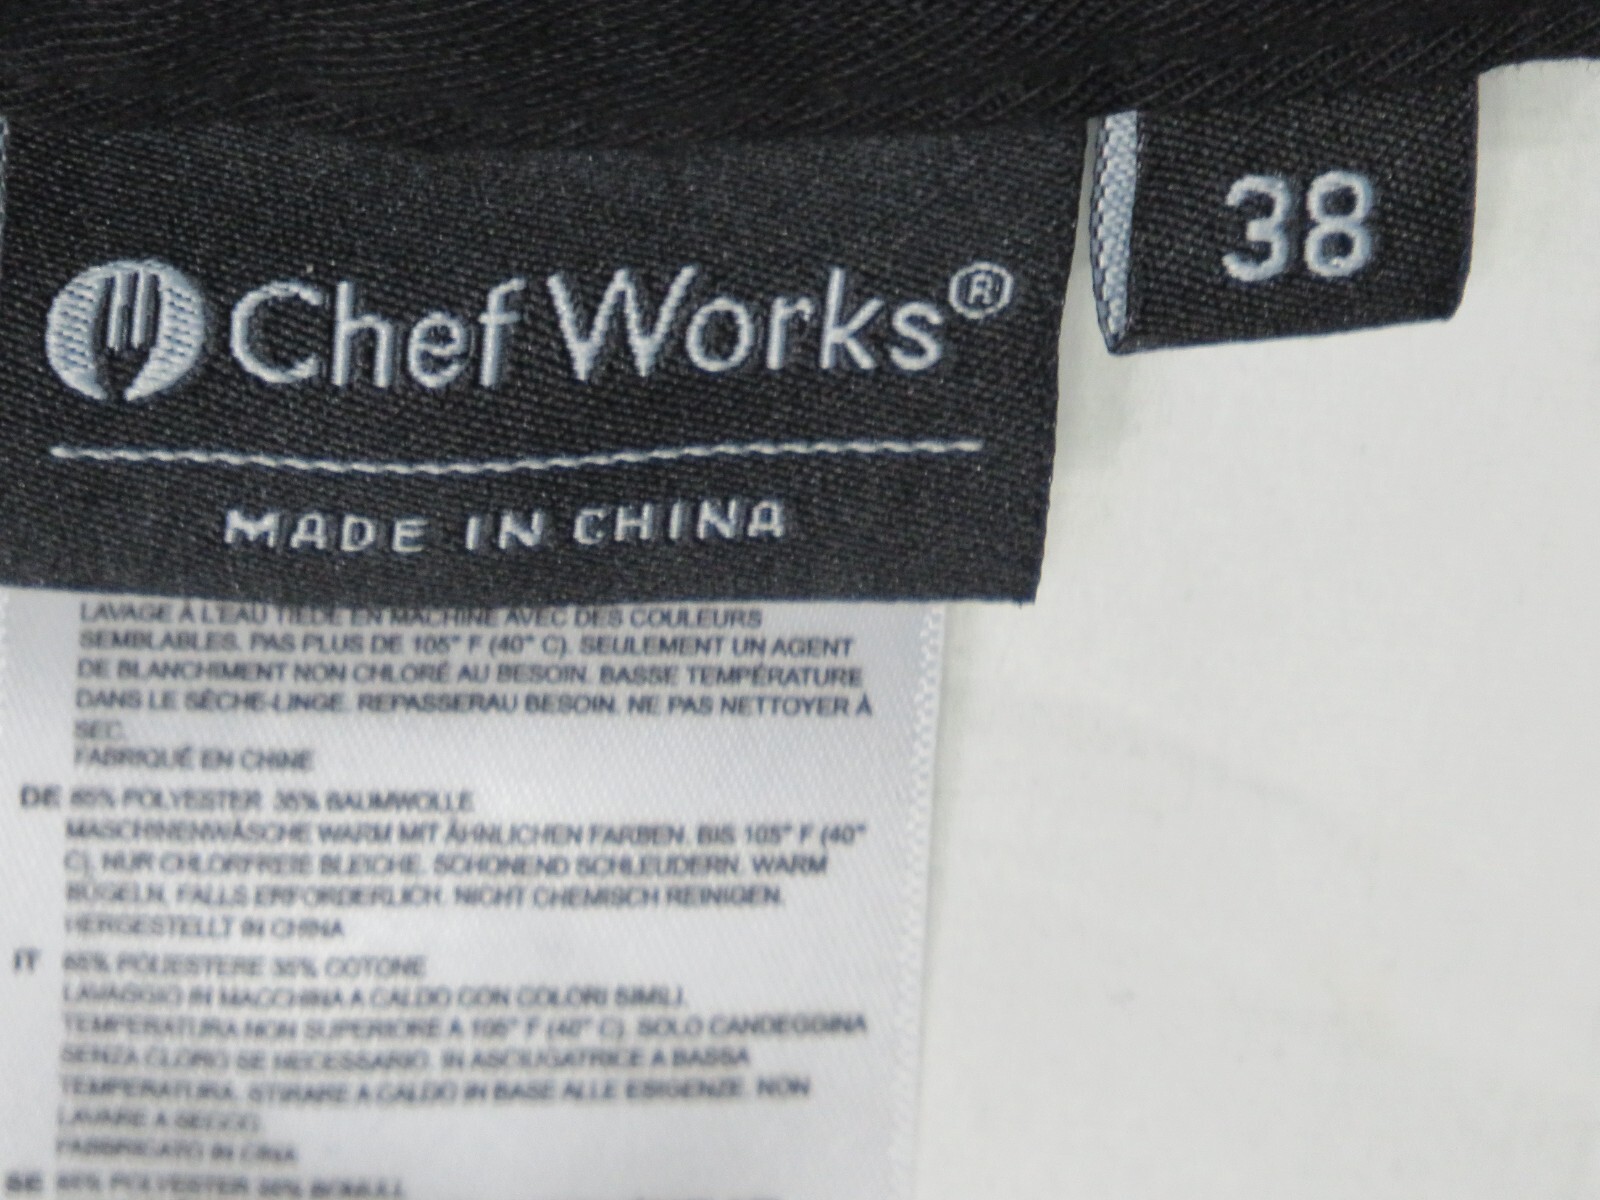 Chef Works®
38
MADE IN CHINA
LAVAGE À L'EAU TIEDE EN MACHINE AVEC DES COULEURS
SEMBLABLES. PAS PLUS DE 105° F (40° C). SEULEMENT UN AGENT
DE BLANCHIMENT NON CHLORÉ AU BESOIN. BASSE TEMPÉRATURE
DANS LE SÈCHE-LINGE. REPASSERAU BESOIN. NE PAS NETTOYER À
SEC.
FABRIQUÉ EN CHINE
DE 65% POLYESTER 35% BAUMWOLLE
MASCHINENWÄSCHE WARM MIT ÄHNLICHEN FARBEN. BIS 105° F (40°
C). NUR CHLORFREIE BLEICHE. SCHONEND SCHLEUDERN. WARM
BÜGELN, FALLS ERFORDERLICH. NICHT CHEMISCH REINIGEN.
HERGESTELLT IN CHINA
IT 65% POLIESTERE 35% COTONE
LAVAGGIO IN MACCHINA A CALDO CON COLORI SIMILI.
TEMPERATURA NON SUPERIORE A 105° F (40° C). SOLO CANDEGGINA
SENZA CLORO SE NECESSARIO. IN ASCIUGATRICE A BASSA
TEMPERATURA. STIRARE A CALDO IN BASE ALLE ESIGENZE. NON
LAVARE A SECCO.
FABBRICATO IN CINA
SE 65% POLYESTER 35% BOMULL